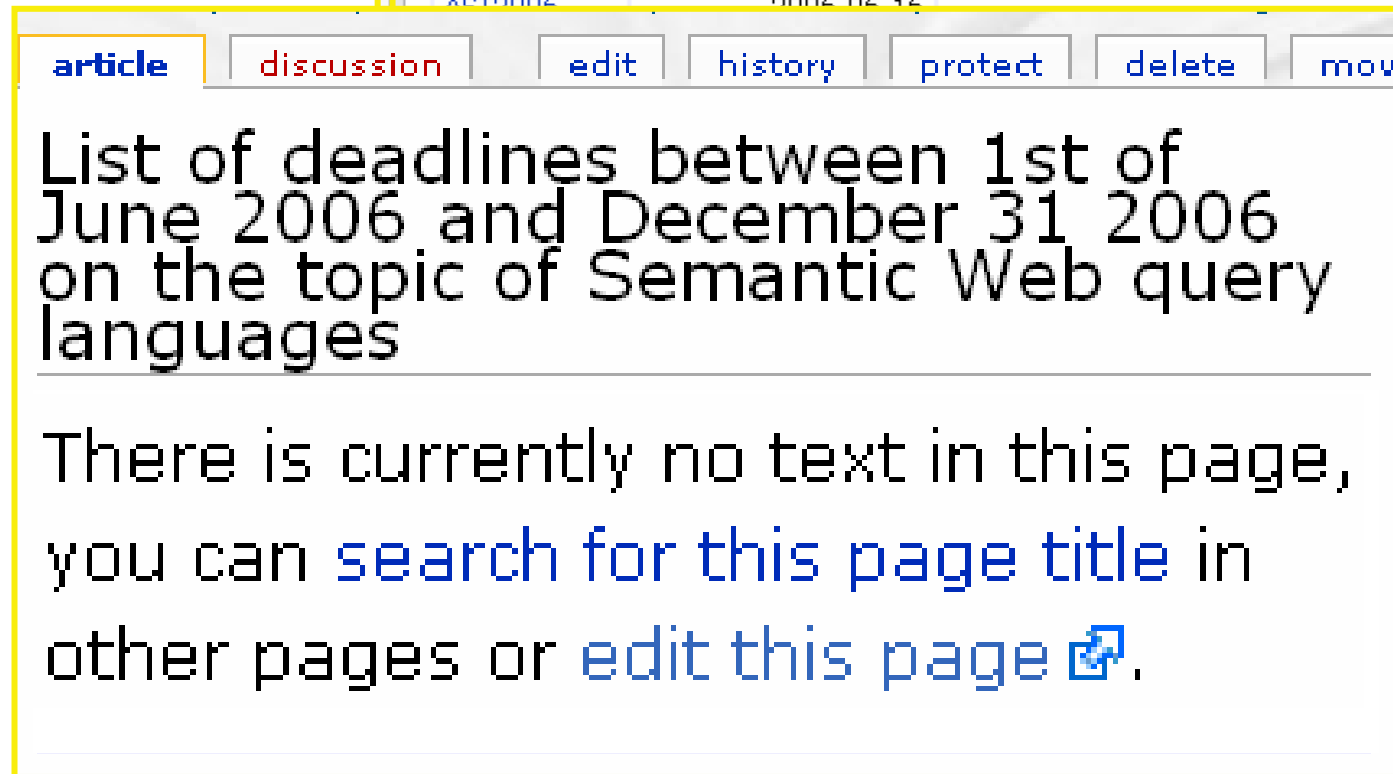 article discussion edit history protect delete mov
List of deadlines between 1st of
June 2006 and December 31 2006
on the topic of Semantic Web query
languages
There is currently no text in this page,
you can search for this page title in
other pages or edit this page.